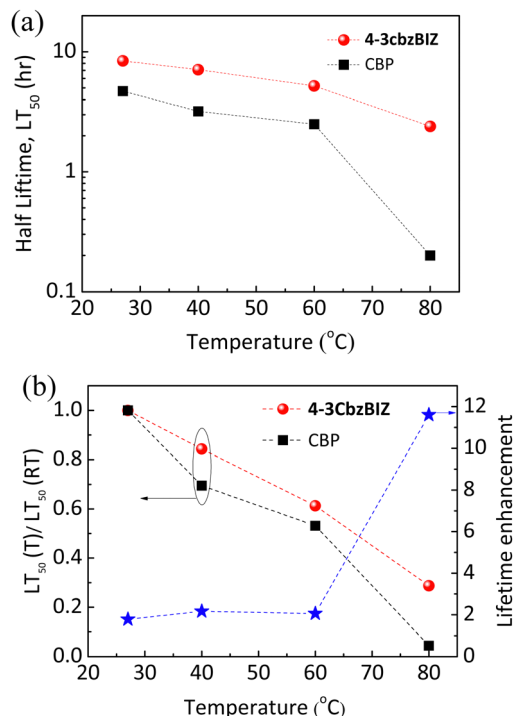 (a)
4-3cbzBIZ
CBP
Half Liftime, LT50 (hr)
10
1
0.1
20 30 40 50 60 70 80
Temperature (°C)
(b)
4-3CbzBIZ
CBP
LT50 (T)/ LT50 (RT)
1.0
0.8
0.6
0.4
0.2
0.0
12
10
8
6
4
2
0
Lifetime enhancement
20 30 40 50 60 70 80
Temperature (°C)